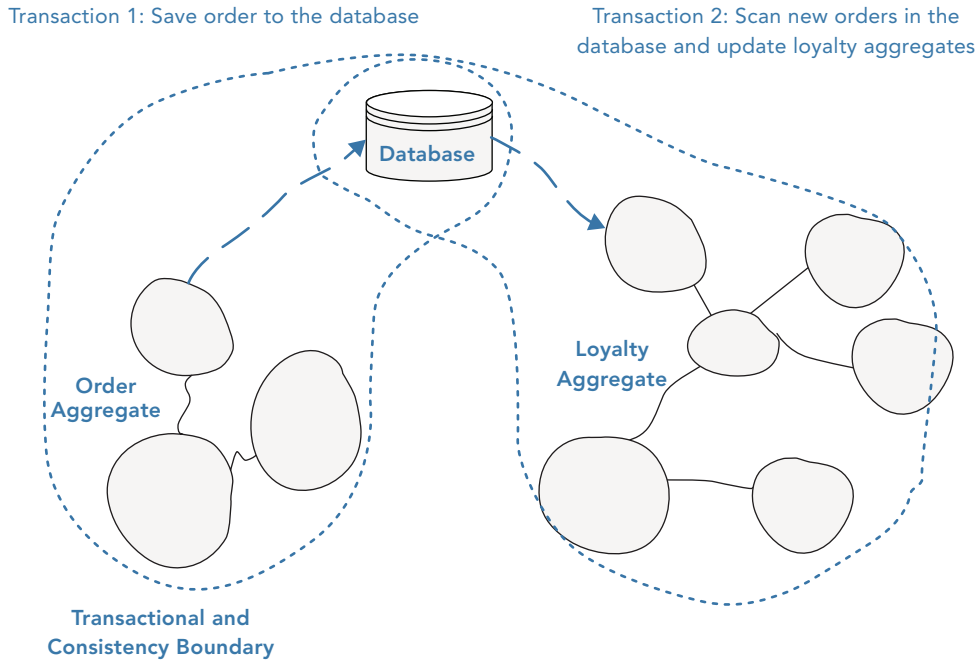 Transaction 1: Save order to the database
Transaction 2: Scan new orders in the
database and update loyalty aggregates
Database
Loyalty
Aggregate
Order
Aggregate
Transactional and
Consistency Boundary